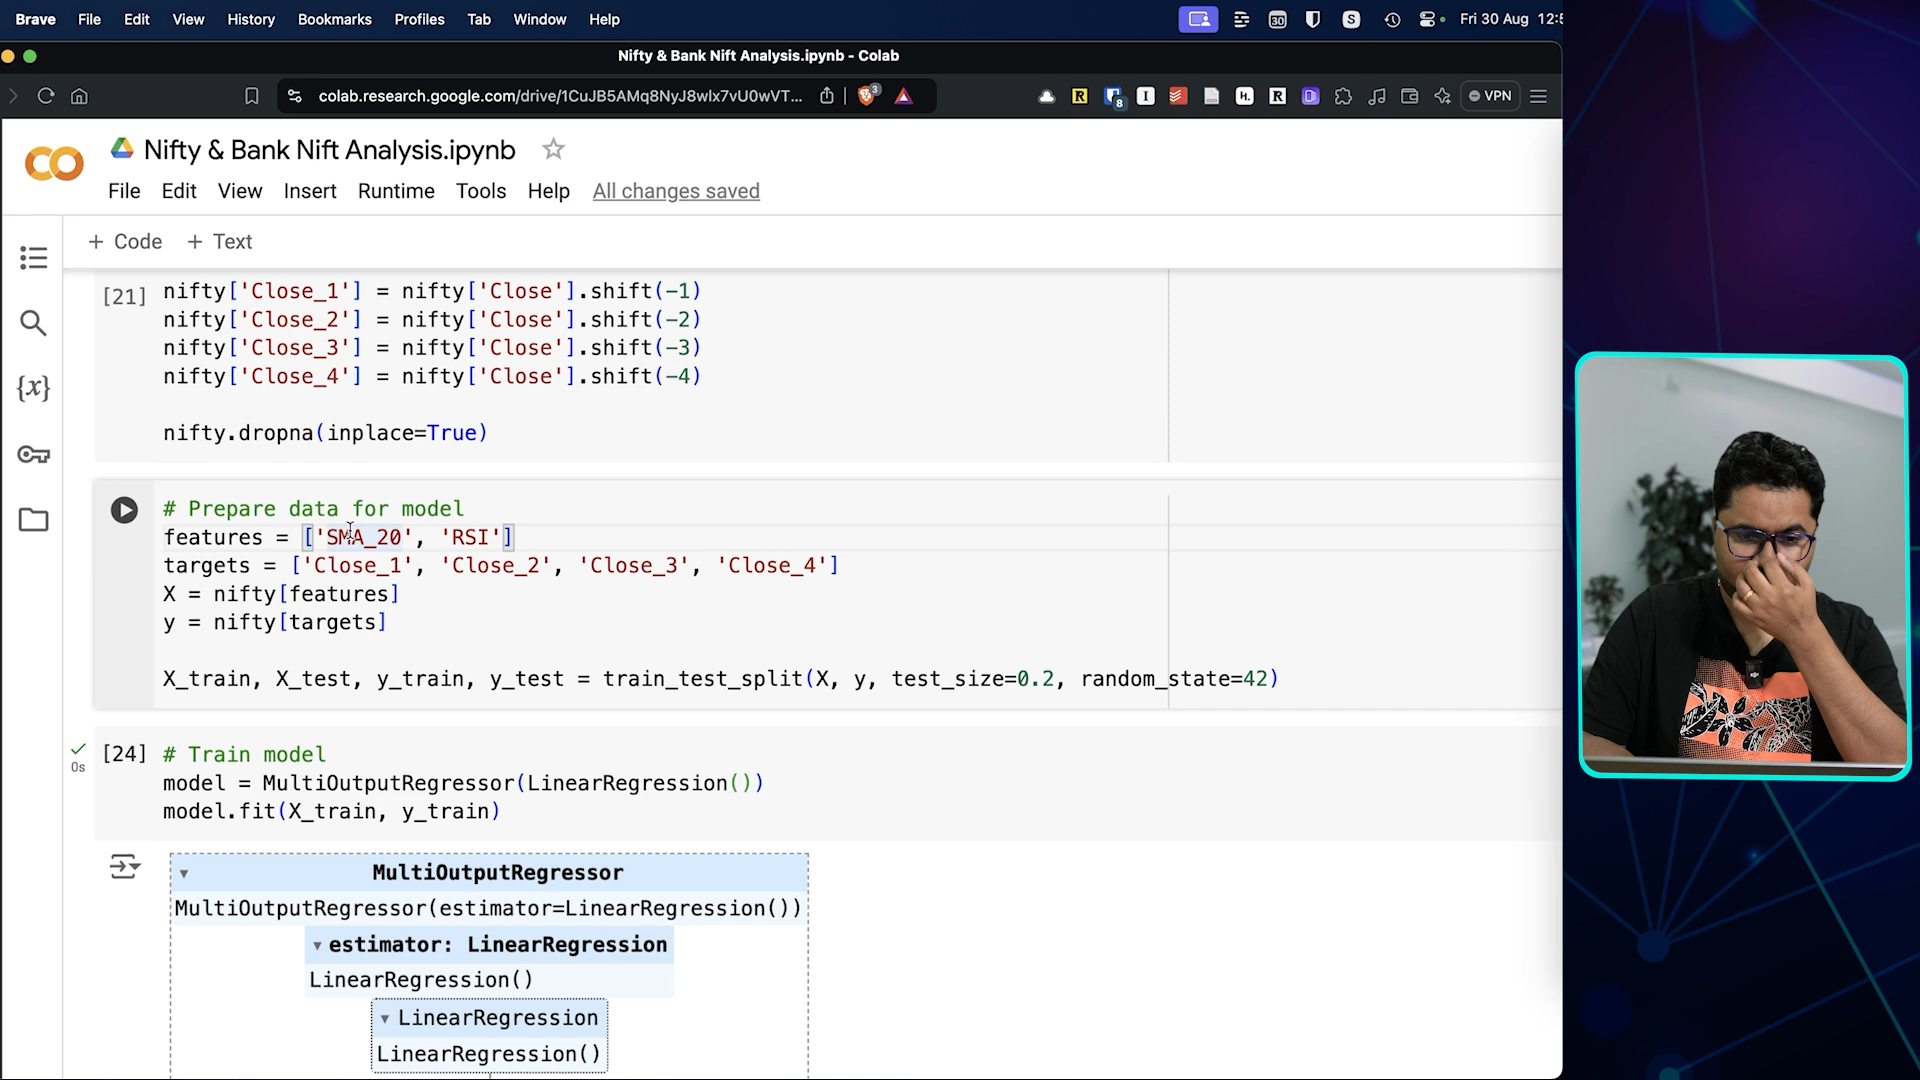 Brave File Edit View History Bookmarks Profiles Tab Window Help 30 S Fri 30 Aug 12:5
Nifty & Bank Nift Analysis.ipynb - Colab
colab.research.google.com/drive/1CuJB5AMq8NyJ8wIx7vU0wVT... 3 R 8 I h. R VPN
Nifty & Bank Nift Analysis.ipynb
File Edit View Insert Runtime Tools Help All changes saved
+ Code + Text
[21] nifty['Close_1'] = nifty['Close'].shift(-1)
nifty['Close_2'] = nifty['Close'].shift(-2)
nifty['Close_3'] = nifty['Close'].shift(-3)
nifty['Close_4'] = nifty['Close'].shift(-4)
nifty.dropna(inplace=True)
# Prepare data for model
features = ['SMA_20', 'RSI']
targets = ['Close_1', 'Close_2', 'Close_3', 'Close_4']
X = nifty[features]
y = nifty[targets]
X_train, X_test, y_train, y_test = train_test_split(X, y, test_size=0.2, random_state=42)
[24] # Train model
0s
model = MultiOutputRegressor(LinearRegression())
model.fit(X_train, y_train)
MultiOutputRegressor
MultiOutputRegressor(estimator=LinearRegression())
estimator: LinearRegression
LinearRegression()
LinearRegression
LinearRegression()